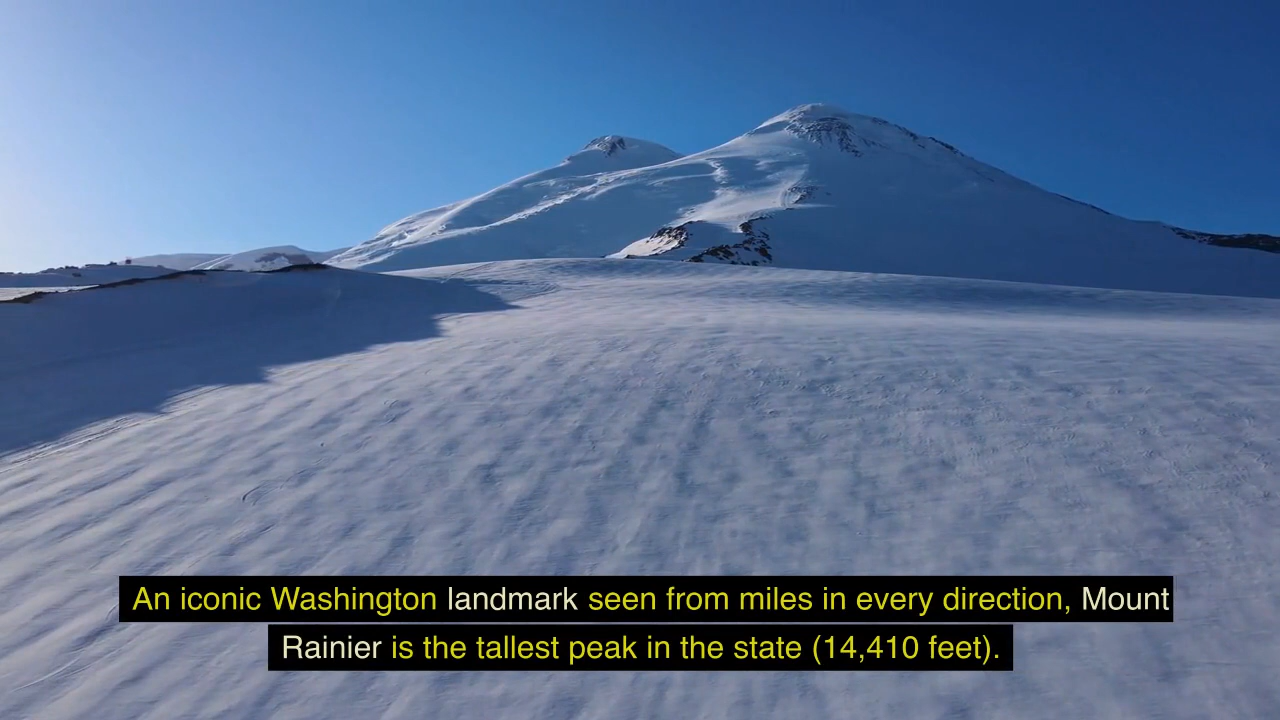 An iconic Washington landmark seen from miles in every direction, Mount
Rainier is the tallest peak in the state (14,410 feet).